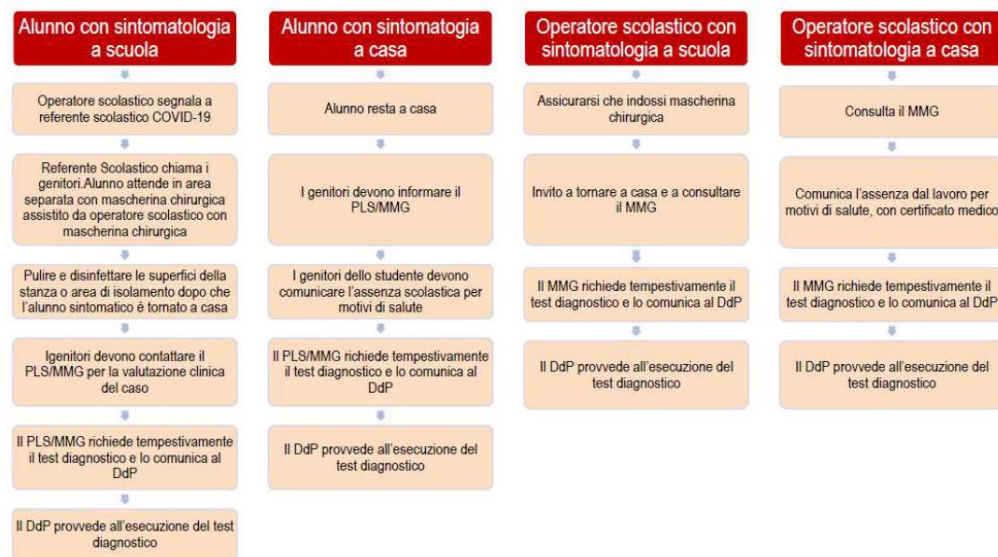 Alunno con sintomatologia
a scuola
Operatore scolastico segnala a
referente scolastico COVID-19
Referente Scolastico chiama i
genitori.Alunno attende in area
separata con mascherina chirurgica
assistito da operatore scolastico con
mascherina chirurgica
Pulire e disinfettare le superfici della
stanza o area di isolamento dopo che
l'alunno sintomatico è tornato a casa
Igenitori devono contattare il
PLS/MMG per la valutazione clinica
del caso
Il PLS/MMG richiede tempestivamente
il test diagnostico e lo comunica al
DdP
Il DdP provvede all'esecuzione del test
diagnostico
Alunno con sintomatogia
a casa
Alunno resta a casa
I genitori devono informare il
PLS/MMG
I genitori dello studente devono
comunicare l'assenza scolastica per
motivi di salute
Il PLS/MMG richiede tempestivamente
il test diagnostico e lo comunica al
DdP
Il DdP provvede all'esecuzione del
test diagnostico
Operatore scolastico con
sintomatologia a scuola
Assicurarsi che indossi mascherina
chirurgica
Invito a tornare a casa e a consultare
il MMG
Il MMG richiede tempestivamente il
test diagnostico e lo comunica al DdP
Il DdP provvede all'esecuzione del
test diagnostico
Operatore scolastico con
sintomatologia a casa
Consulta il MMG
Comunica l'assenza dal lavoro per
motivi di salute, con certificato medico
Il MMG richiede tempestivamente il
test diagnostico e lo comunica al DdP
Il DdP provvede all'esecuzione del
test diagnostico